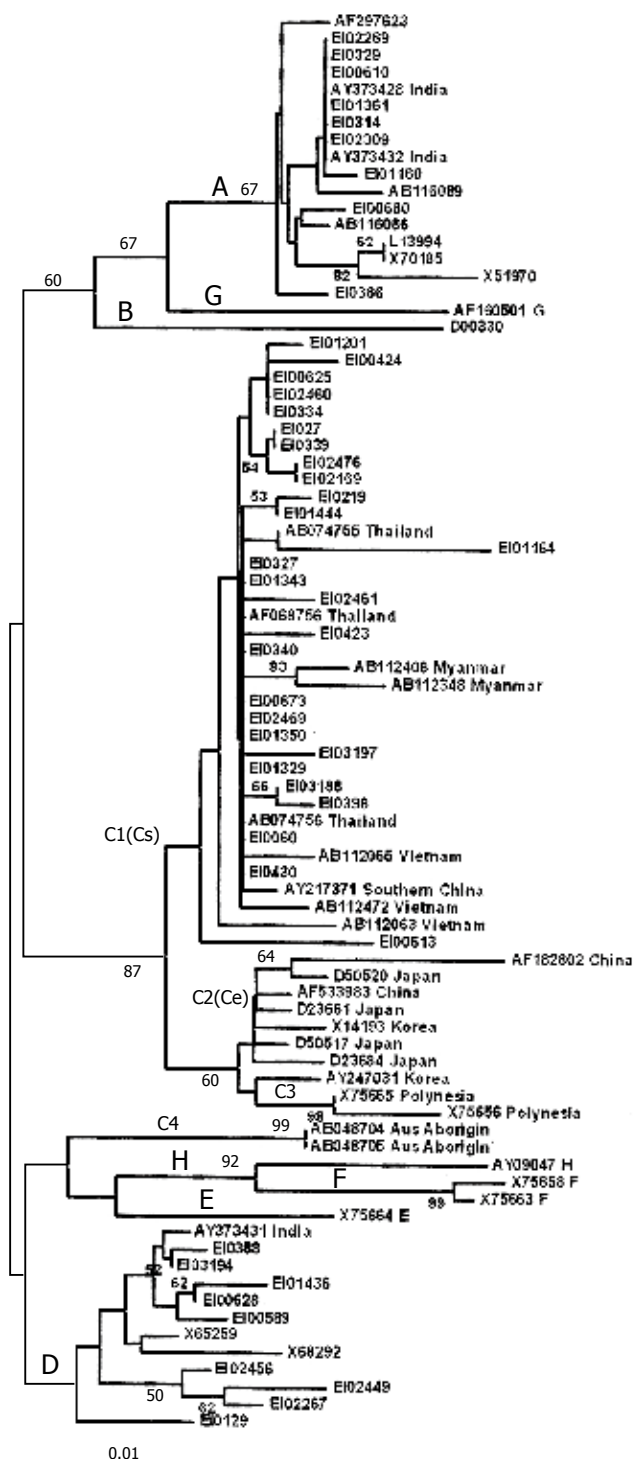 AF297623
EI02269
EI0329
EI00610
AY373428 India
EI01361
EI0314
EI02309
AY373432 India
EI01160
A 67
AB116089
EI00680
AB116086
62 L13994
X70185
67
82 X51970
60
EI0366
G
AF160501 G
B
D00330
EI01201
EI00424
EI00625
EI02460
EI0334
EI027
EI0339
54 EI02476
EI02169
53 EI0219
EI01444
AB074755 Thailand
EI01164
EI0327
EI01343
EI02461
AF068756 Thailand
EI0423
EI0340
93 AB112408 Myanmar
AB112348 Myanmar
EI00673
EI02469
EI01350
EI03197
EI01329
66 EI03188
EI0398
AB074756 Thailand
C1(Cs)
EI0060
AB112065 Vietnam
EI0430
AY217371 Southern China
AB112472 Vietnam
AB112063 Vietnam
EI00613
64
AF182802 China
87
D50520 Japan
C2(Ce)
AF533983 China
D23661 Japan
X14193 Korea
D50517 Japan
D23684 Japan
60
AY247031 Korea
C3
X75665 Polynesia
98 X75656 Polynesia
C4 99
AB048704 Aus Aborigin
AB048705 Aus Aborigin
H 92
AY09047 H
F
X75658 F
99 X75663 F
E
X75664 E
AY373431 India
EI0388
52 EI03194
62 EI01436
EI00628
EI00589
X65259
X68292
D
EI02456
50
EI02449
62 EI02267
EI0129
0.01